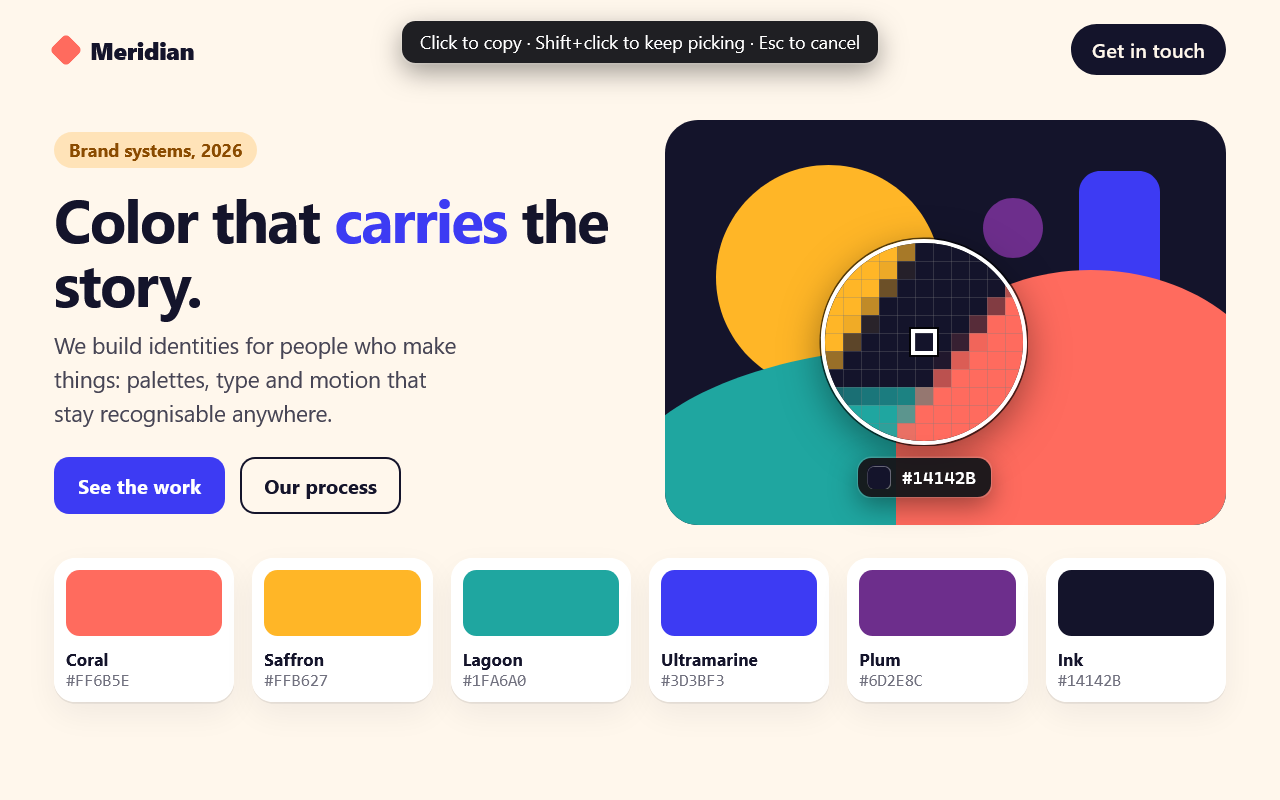 Meridian
Click to copy · Shift+click to keep picking · Esc to cancel
Get in touch
Brand systems, 2026
Color that carries the
story.
We build identities for people who make
things: palettes, type and motion that
stay recognisable anywhere.
See the work
Our process
#14142B
Coral
#FF6B5E
Saffron
#FFB627
Lagoon
#1FA6A0
Ultramarine
#3D3BF3
Plum
#6D2E8C
Ink
#14142B